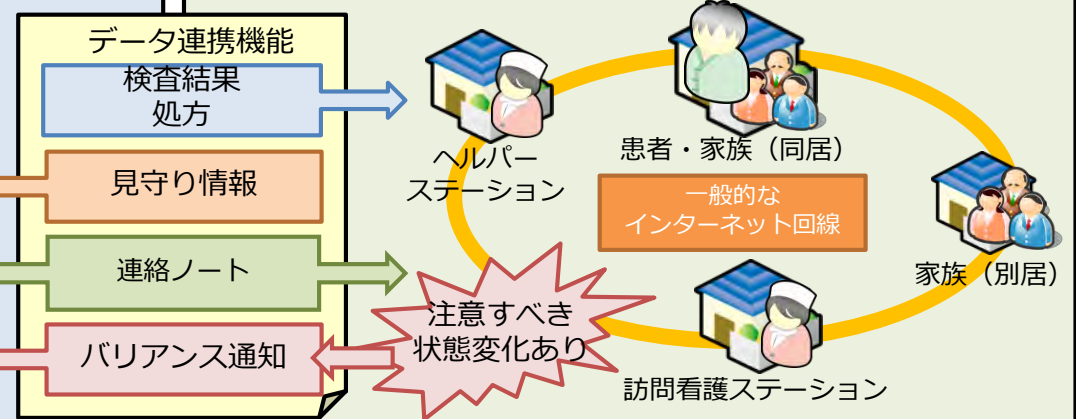 データ連携機能
検査結果
処方
見守り情報
連絡ノート
バリアンス通知
ヘルパー
ステーション
患者・家族（同居）
一般的な
インターネット回線
家族（別居）
注意すべき
状態変化あり
訪問看護ステーション